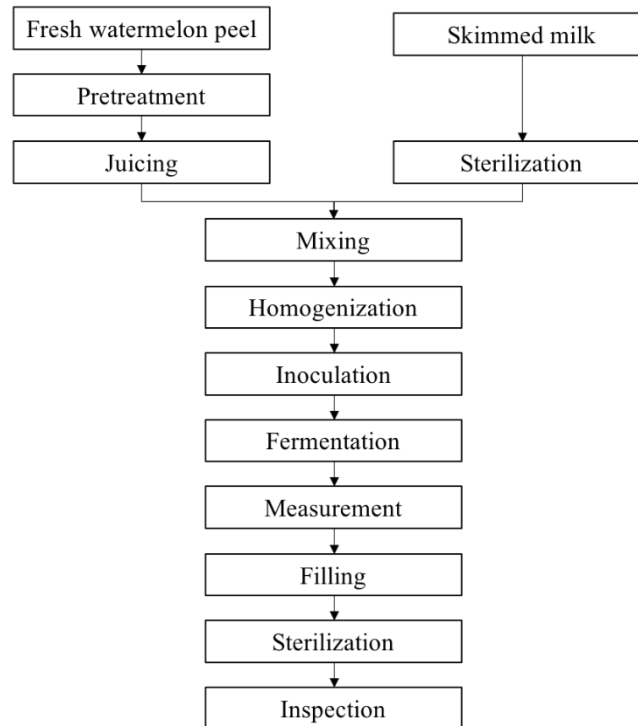 Fresh watermelon peel
Skimmed milk
Pretreatment
Juicing
Sterilization
Mixing
Homogenization
Inoculation
Fermentation
Measurement
Filling
Sterilization
Inspection